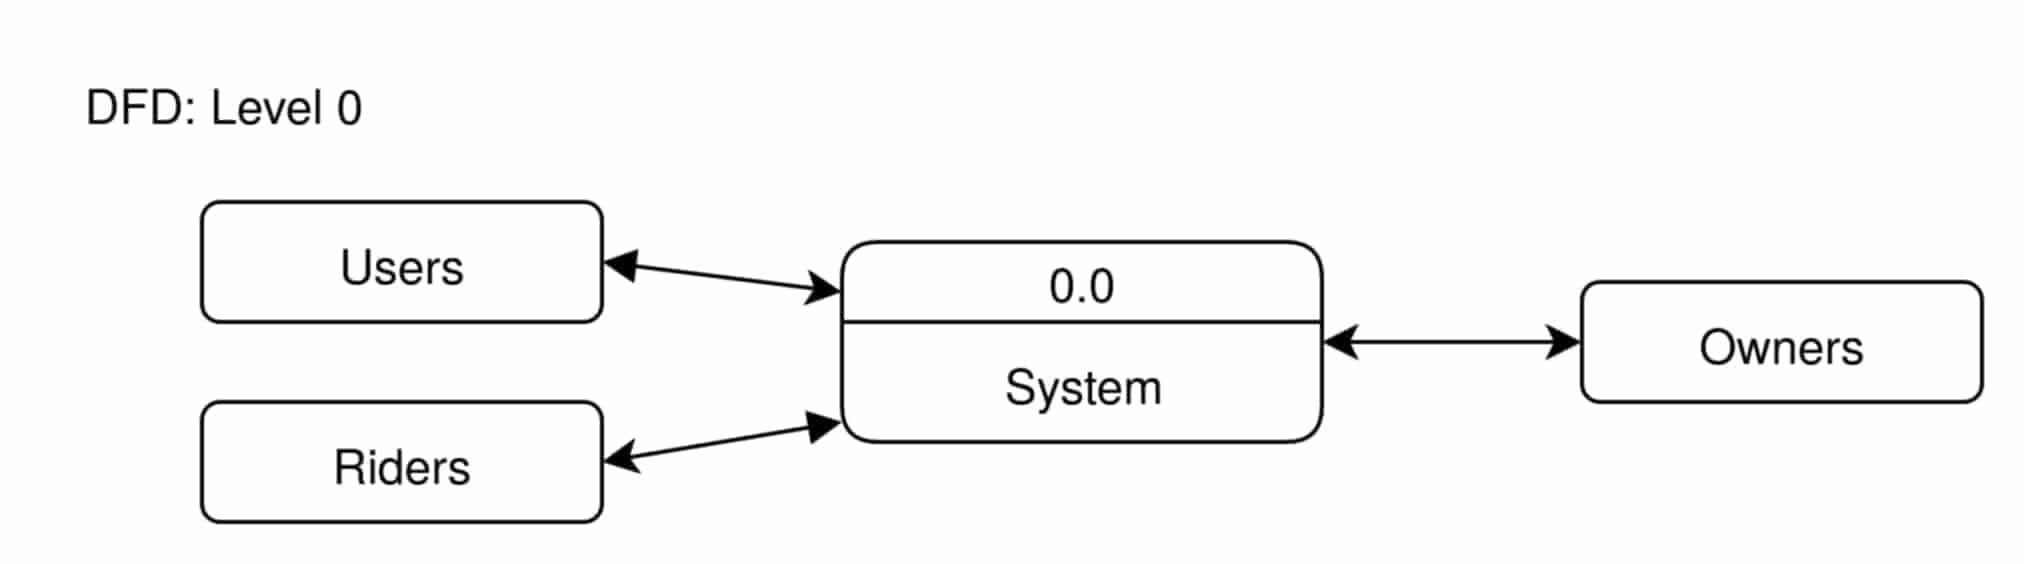 DFD: Level 0
Users
0.0
System
Owners
Riders